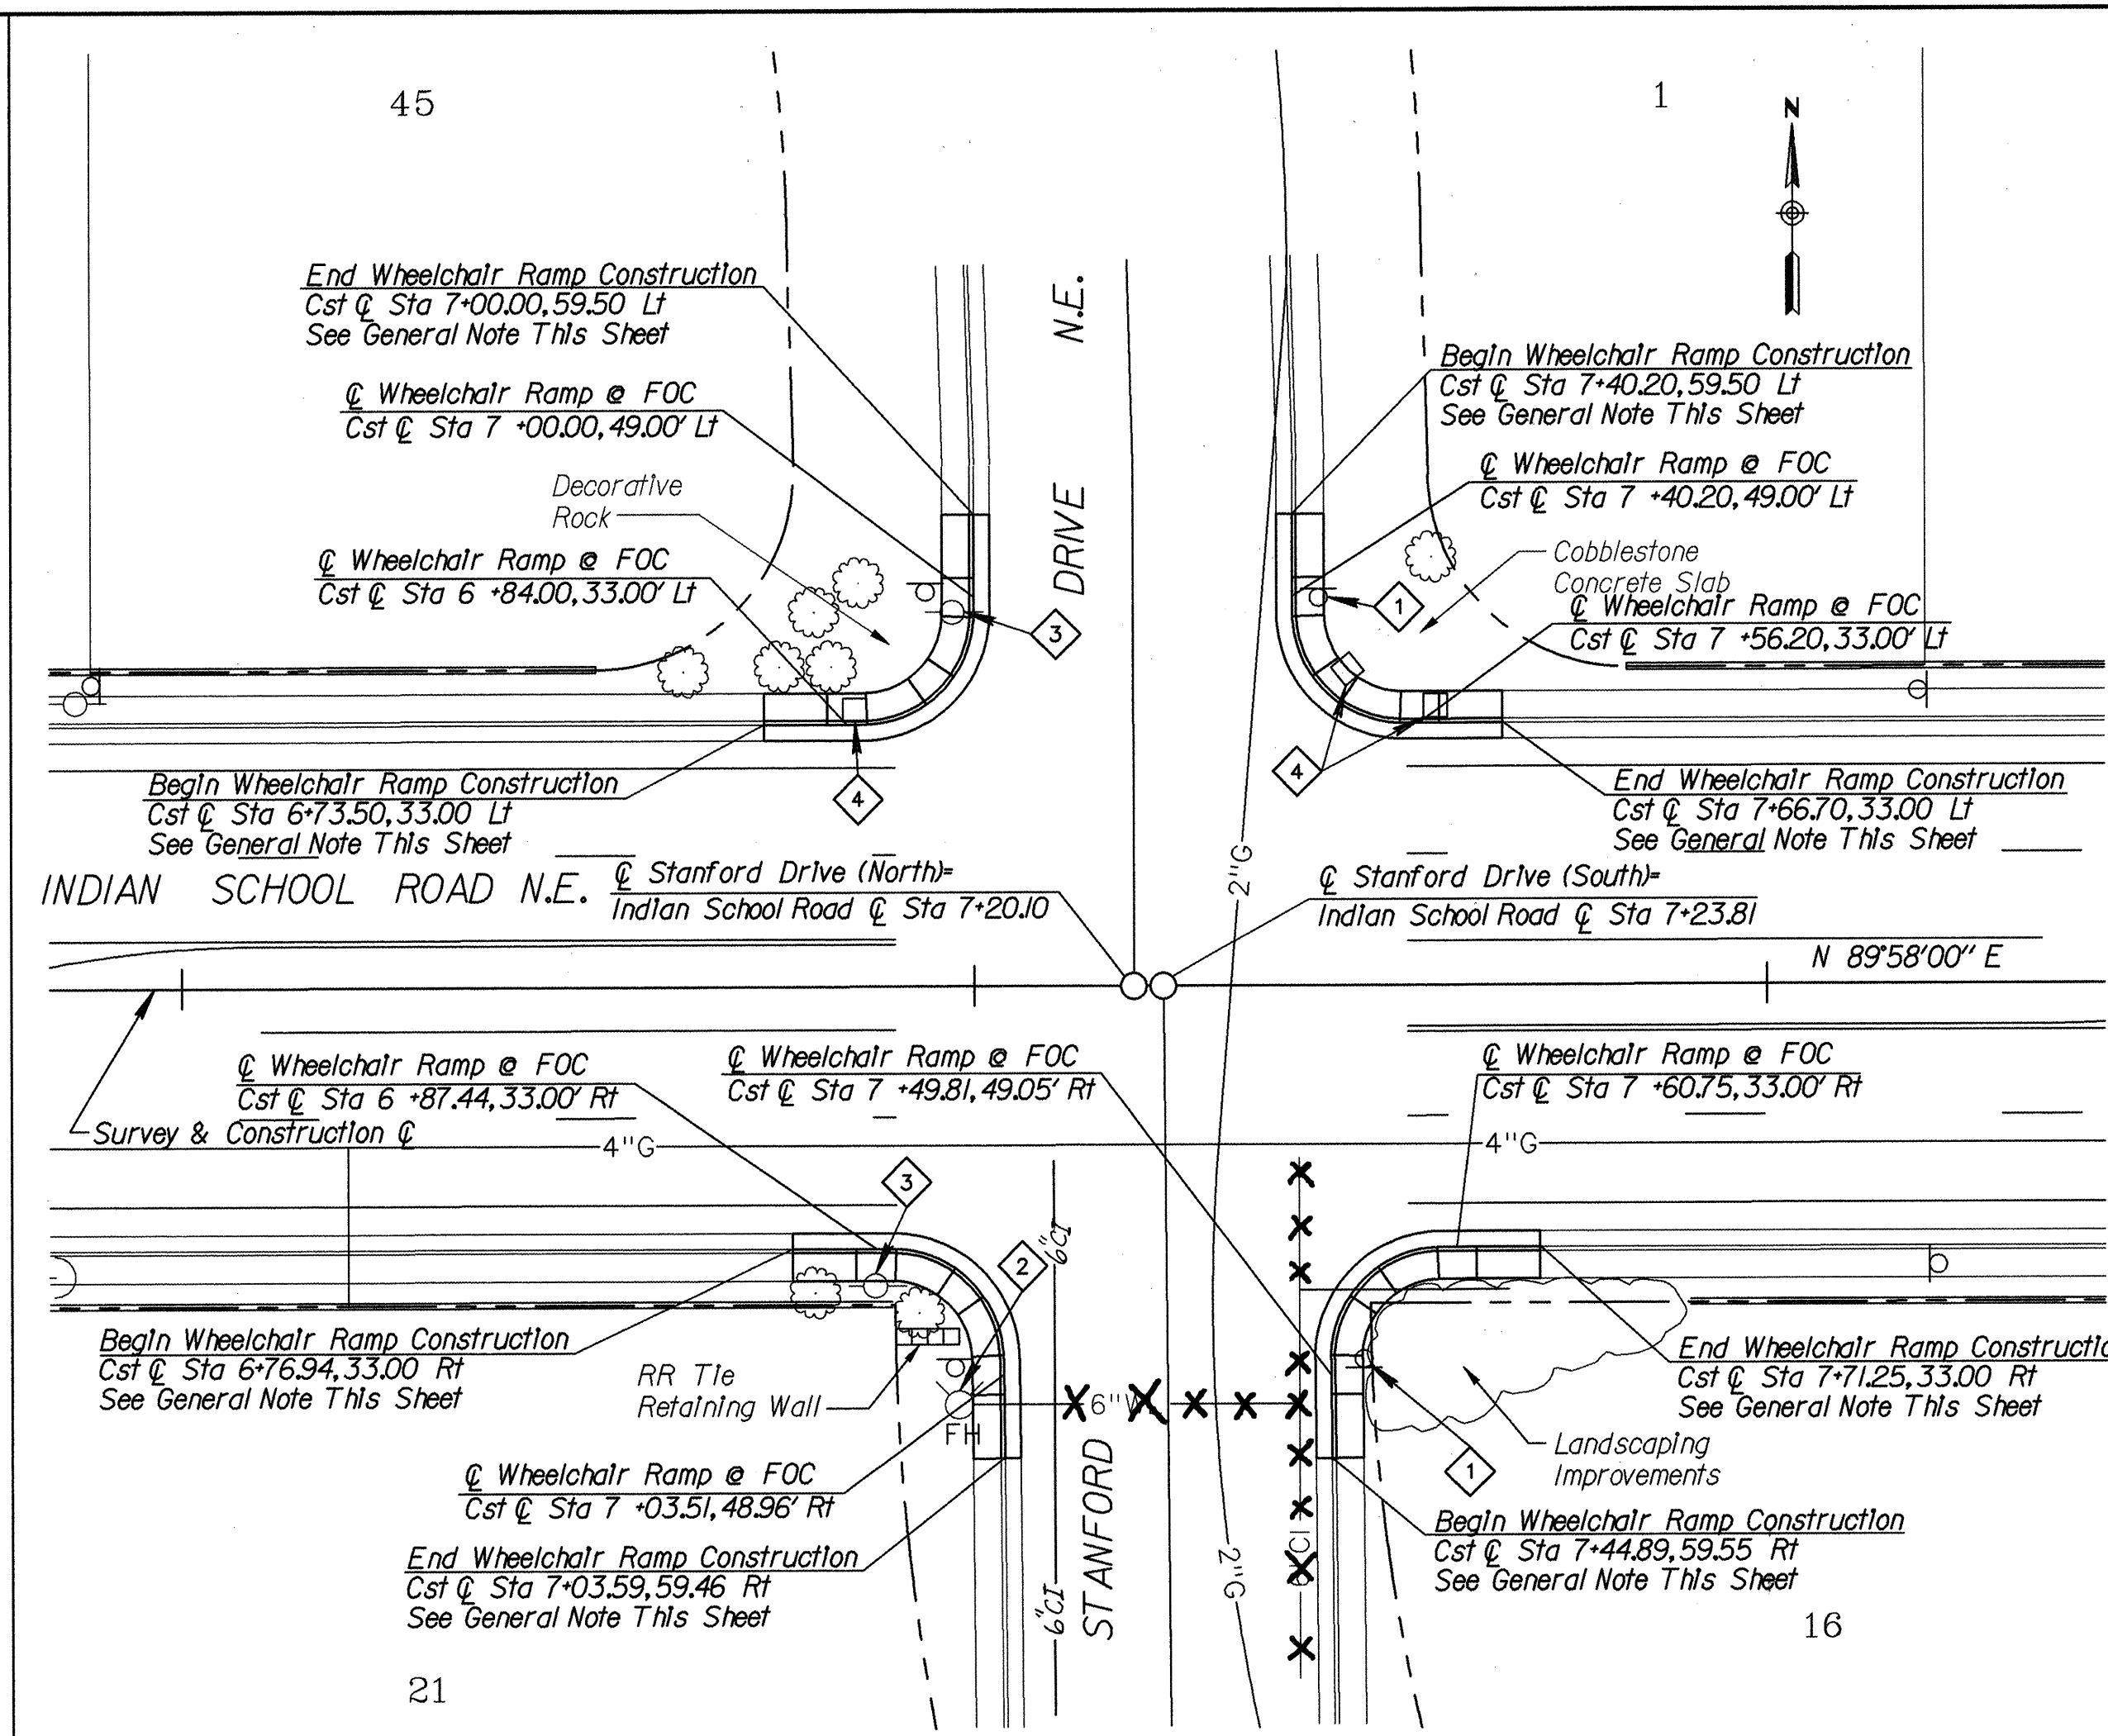 45
1
N
End Wheelchair Ramp Construction
Cst ℄ Sta 7+00.00,59.50 Lt
See General Note This Sheet
℄ Wheelchair Ramp @ FOC
Cst ℄ Sta 7 +00.00,49.00' Lt
Decorative
Rock
℄ Wheelchair Ramp @ FOC
Cst ℄ Sta 6 +84.00,33.00' Lt
DRIVE N.E.
Begin Wheelchair Ramp Construction
Cst ℄ Sta 7+40.20,59.50 Lt
See General Note This Sheet
℄ Wheelchair Ramp @ FOC
Cst ℄ Sta 7 +40.20,49.00' Lt
Cobblestone
Concrete Slab
℄ Wheelchair Ramp @ FOC
Cst ℄ Sta 7 +56.20,33.00' Lt
3
1
4
4
Begin Wheelchair Ramp Construction
Cst ℄ Sta 6+73.50,33.00 Lt
See General Note This Sheet
End Wheelchair Ramp Construction
Cst ℄ Sta 7+66.70,33.00 Lt
See General Note This Sheet
INDIAN SCHOOL ROAD N.E.
℄ Stanford Drive (North)=
Indian School Road ℄ Sta 7+20.10
2"G
℄ Stanford Drive (South)=
Indian School Road ℄ Sta 7+23.81
N 89°58'00" E
℄ Wheelchair Ramp @ FOC
Cst ℄ Sta 6 +87.44,33.00' Rt
℄ Wheelchair Ramp @ FOC
Cst ℄ Sta 7 +49.81,49.05' Rt
℄ Wheelchair Ramp @ FOC
Cst ℄ Sta 7 +60.75,33.00' Rt
Survey & Construction ℄
4"G
4"G
3
2
6"CI
Begin Wheelchair Ramp Construction
Cst ℄ Sta 6+76.94,33.00 Rt
See General Note This Sheet
RR Tie
Retaining Wall
FH
End Wheelchair Ramp
Cst ℄ Sta 7+71.25,33.00 Rt
See General Note This Sheet
Landscaping
Improvements
1
℄ Wheelchair Ramp @ FOC
Cst ℄ Sta 7 +03.51,48.96' Rt
End Wheelchair Ramp Construction
Cst ℄ Sta 7+03.59,59.46 Rt
See General Note This Sheet
6"CI
STANFORD
2"G
Begin Wheelchair Ramp Construction
Cst ℄ Sta 7+44.89,59.55 Rt
See General Note This Sheet
16
21